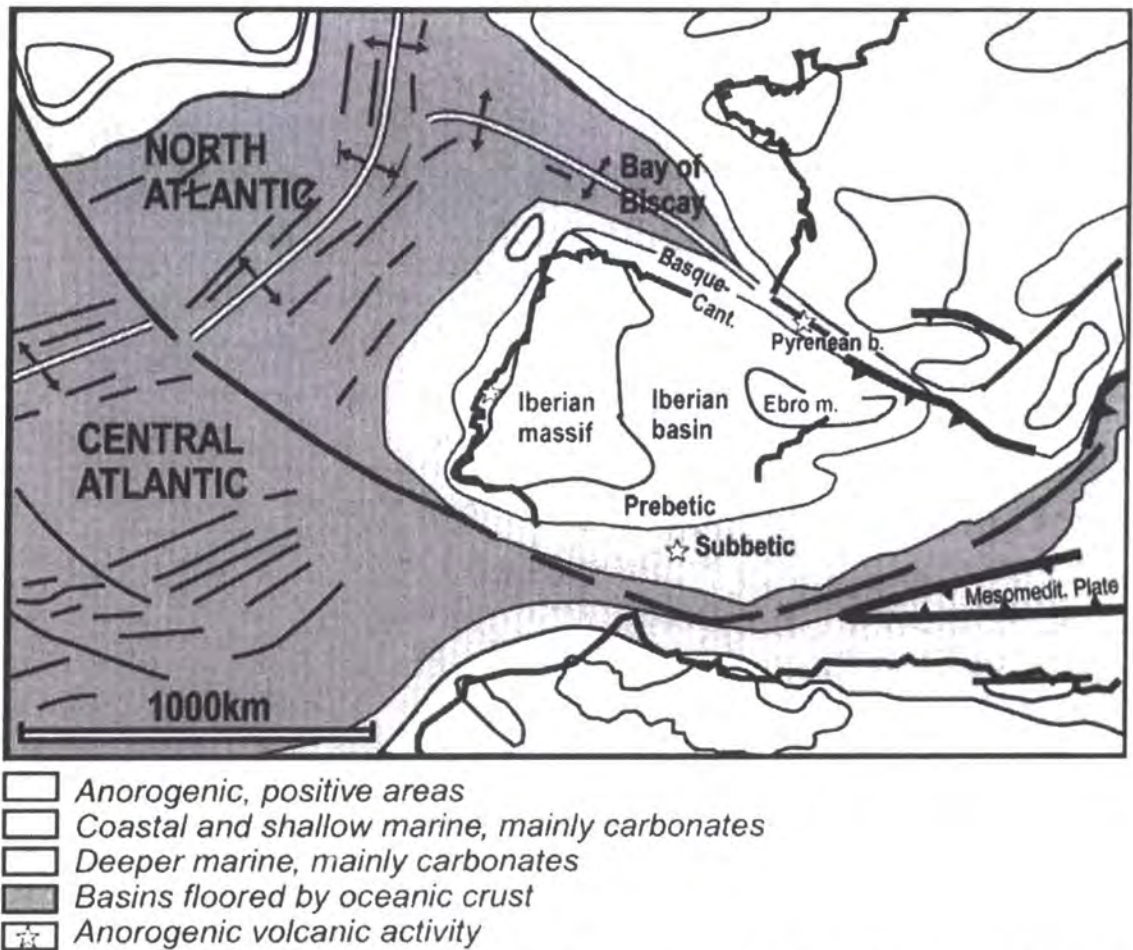 NORTH
ATLANTIC
Bay of
Biscay
Basque-
Cant.
Pyrenean b.
Iberian
massif
Iberian
basin
Ebro m.
CENTRAL
ATLANTIC
Prebetic
Subbetic
Mesomedit. Plate
1000km
Anorogenic, positive areas
Coastal and shallow marine, mainly carbonates
Deeper marine, mainly carbonates
Basins floored by oceanic crust
Anorogenic volcanic activity